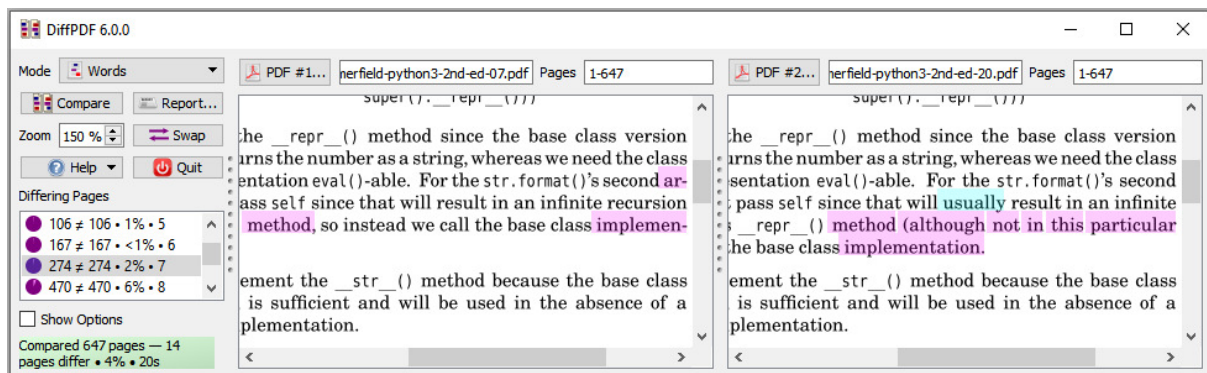 DiffPDF 6.0.0
Mode Words
Compare Report...
Zoom 150 % Swap
Help Quit
Differing Pages
106 ≠ 106 • 1% • 5
167 ≠ 167 • <1% • 6
274 ≠ 274 • 2% • 7
470 ≠ 470 • 6% • 8
Show Options
Compared 647 pages — 14
pages differ • 4% • 20s
PDF #1... nerfield-python3-2nd-ed-07.pdf Pages 1-647
super().__repr__()))
the __repr__() method since the base class version
urns the number as a string, whereas we need the class
entation eval()-able. For the str.format()'s second ar-
ass self since that will result in an infinite recursion
method, so instead we call the base class implemen-
ement the __str__() method because the base class
is sufficient and will be used in the absence of a
plementation.
PDF #2... nerfield-python3-2nd-ed-20.pdf Pages 1-647
super().__repr__()))
the __repr__() method since the base class version
urns the number as a string, whereas we need the class
esentation eval()-able. For the str.format()'s second
pass self since that will usually result in an infinite
__repr__() method (although not in this particular
the base class implementation.
ement the __str__() method because the base class
is sufficient and will be used in the absence of a
plementation.